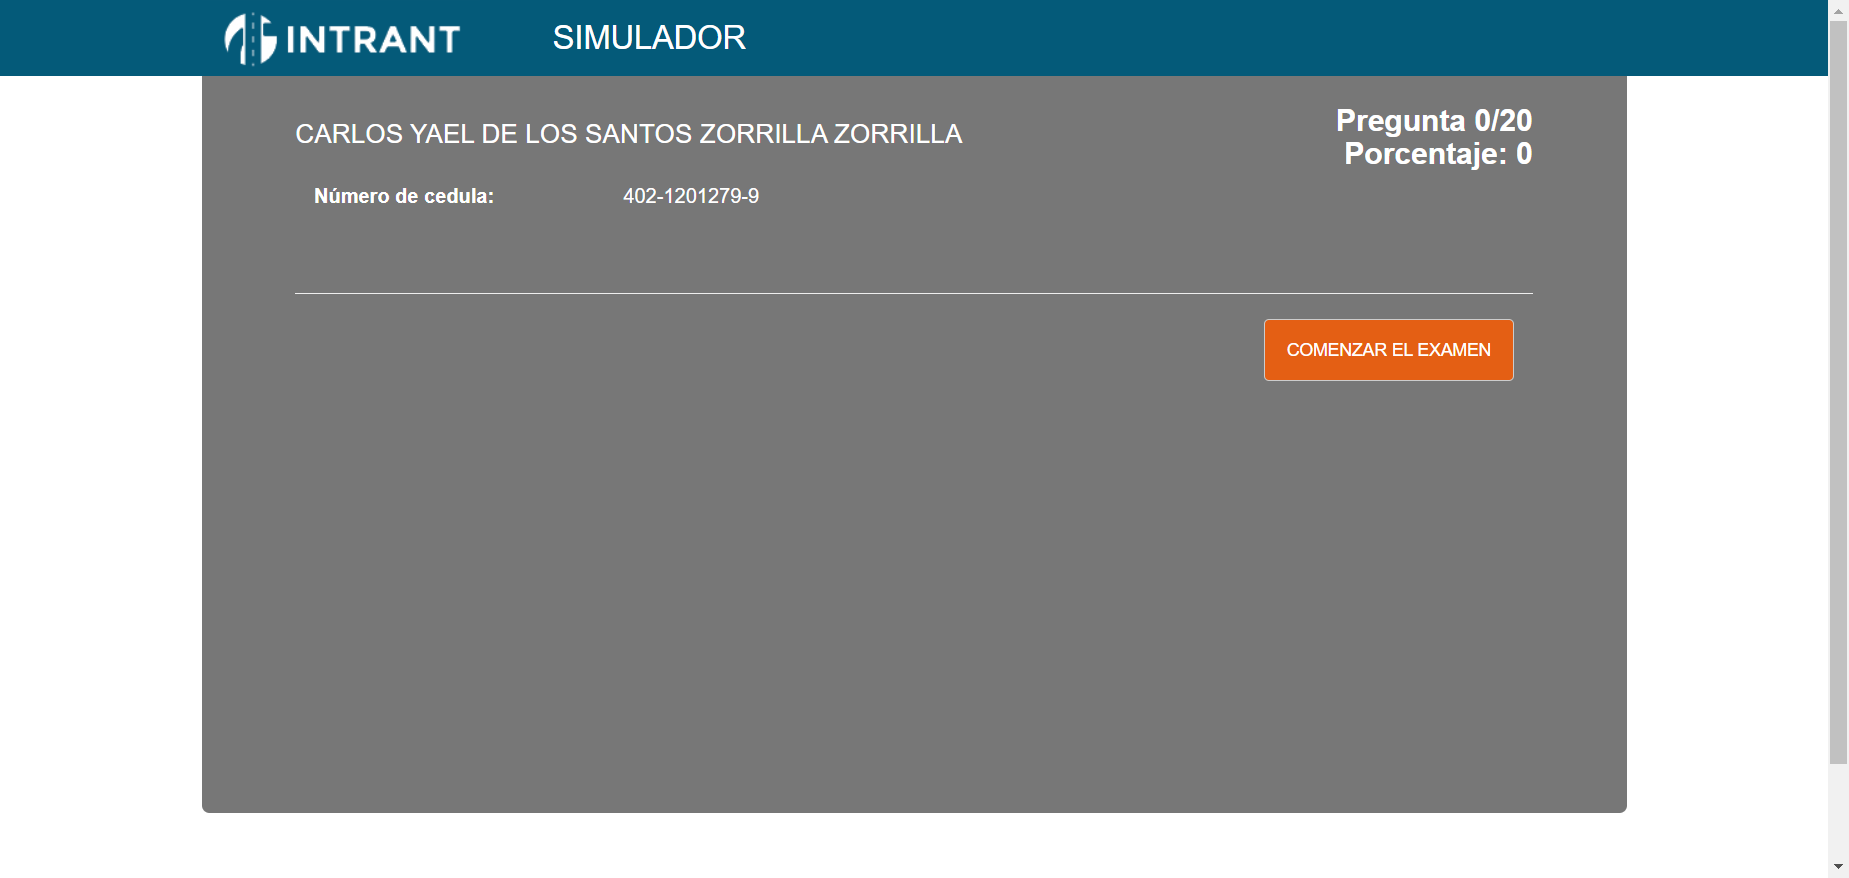 INTRANT SIMULADOR
CARLOS YAEL DE LOS SANTOS ZORRILLA ZORRILLA
Pregunta 0/20
Porcentaje: 0
Número de cedula: 402-1201279-9
COMENZAR EL EXAMEN